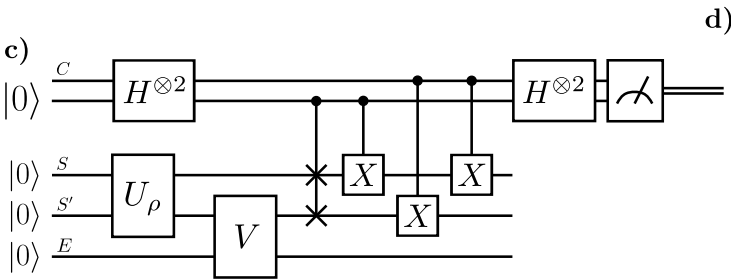 d)
c)
C
|0⟩ H⊗2 H⊗2
|0⟩ S Uρ X X
|0⟩ S′ V X
|0⟩ E